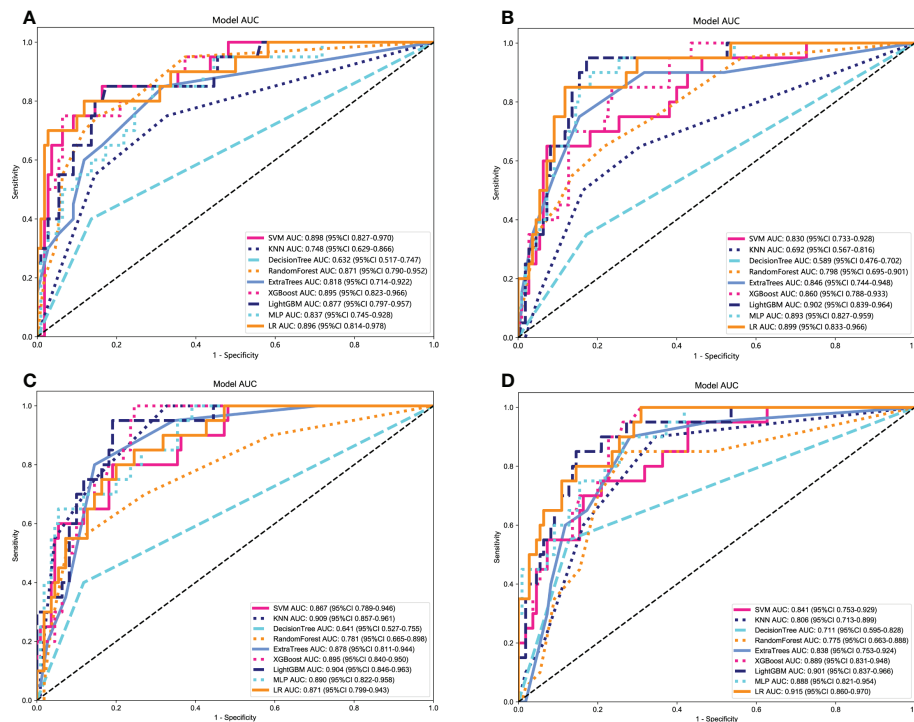 A
Model AUC
1.0
0.8
0.6
0.4
0.2
0.0
Sensitivity
SVM AUC: 0.898 (95%CI 0.827-0.970)
KNN AUC: 0.748 (95%CI 0.629-0.866)
DecisionTree AUC: 0.632 (95%CI 0.517-0.747)
RandomForest AUC: 0.871 (95%CI 0.790-0.952)
ExtraTrees AUC: 0.818 (95%CI 0.714-0.922)
XGBoost AUC: 0.895 (95%CI 0.823-0.966)
LightGBM AUC: 0.877 (95%CI 0.797-0.957)
MLP AUC: 0.837 (95%CI 0.745-0.928)
LR AUC: 0.896 (95%CI 0.814-0.978)
0.0 0.2 0.4 0.6 0.8 1.0
1 - Specificity
B
Model AUC
1.0
0.8
0.6
0.4
0.2
0.0
Sensitivity
SVM AUC: 0.830 (95%CI 0.733-0.928)
KNN AUC: 0.692 (95%CI 0.567-0.816)
DecisionTree AUC: 0.589 (95%CI 0.476-0.702)
RandomForest AUC: 0.798 (95%CI 0.695-0.901)
ExtraTrees AUC: 0.846 (95%CI 0.744-0.948)
XGBoost AUC: 0.860 (95%CI 0.788-0.933)
LightGBM AUC: 0.902 (95%CI 0.839-0.964)
MLP AUC: 0.893 (95%CI 0.827-0.959)
LR AUC: 0.899 (95%CI 0.833-0.966)
0.0 0.2 0.4 0.6 0.8 1.0
1 - Specificity
C
Model AUC
1.0
0.8
0.6
0.4
0.2
0.0
Sensitivity
SVM AUC: 0.867 (95%CI 0.789-0.946)
KNN AUC: 0.909 (95%CI 0.857-0.961)
DecisionTree AUC: 0.641 (95%CI 0.527-0.755)
RandomForest AUC: 0.781 (95%CI 0.665-0.898)
ExtraTrees AUC: 0.878 (95%CI 0.811-0.944)
XGBoost AUC: 0.895 (95%CI 0.840-0.950)
LightGBM AUC: 0.904 (95%CI 0.846-0.963)
MLP AUC: 0.890 (95%CI 0.822-0.958)
LR AUC: 0.871 (95%CI 0.799-0.943)
0.0 0.2 0.4 0.6 0.8 1.0
1 - Specificity
D
Model AUC
1.0
0.8
0.6
0.4
0.2
0.0
Sensitivity
SVM AUC: 0.841 (95%CI 0.753-0.929)
KNN AUC: 0.806 (95%CI 0.713-0.899)
DecisionTree AUC: 0.711 (95%CI 0.595-0.828)
RandomForest AUC: 0.775 (95%CI 0.663-0.888)
ExtraTrees AUC: 0.838 (95%CI 0.753-0.924)
XGBoost AUC: 0.889 (95%CI 0.831-0.948)
LightGBM AUC: 0.901 (95%CI 0.837-0.966)
MLP AUC: 0.888 (95%CI 0.821-0.954)
LR AUC: 0.915 (95%CI 0.860-0.970)
0.0 0.2 0.4 0.6 0.8 1.0
1 - Specificity